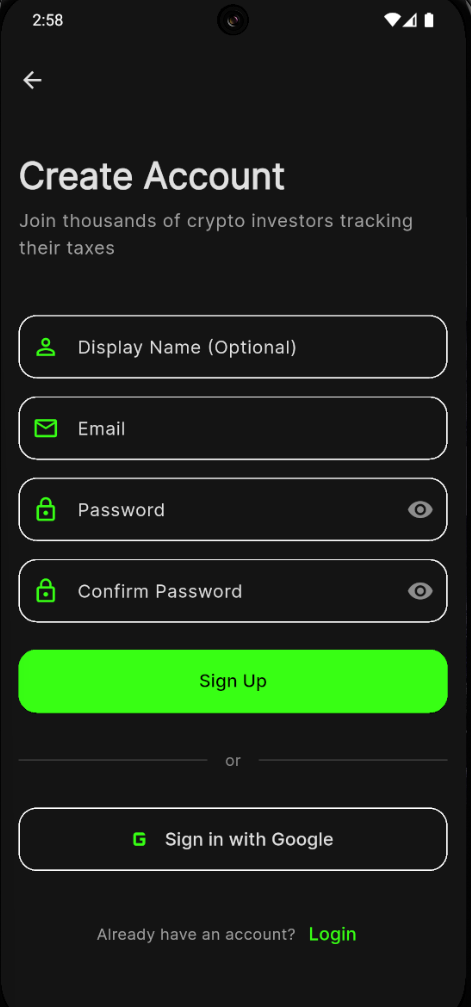 2:58
Create Account
Join thousands of crypto investors tracking
their taxes
Display Name (Optional)
Email
Password
Confirm Password
Sign Up
or
G Sign in with Google
Already have an account? Login